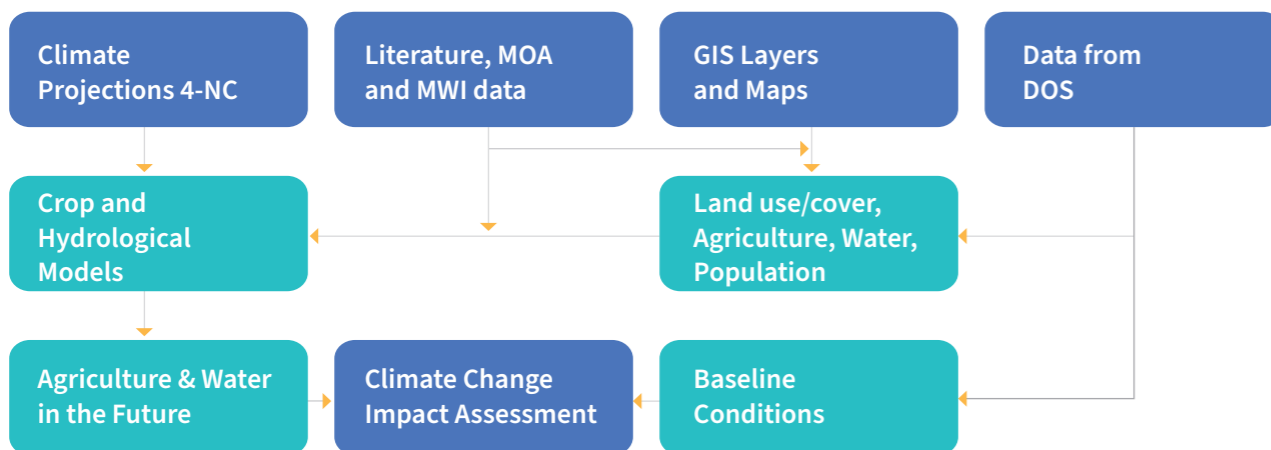 Climate
Projections 4-NC
Literature, MOA
and MWI data
GIS Layers
and Maps
Data from
DOS
Crop and
Hydrological
Models
Land use/cover,
Agriculture, Water,
Population
Agriculture & Water
in the Future
Climate Change
Impact Assessment
Baseline
Conditions